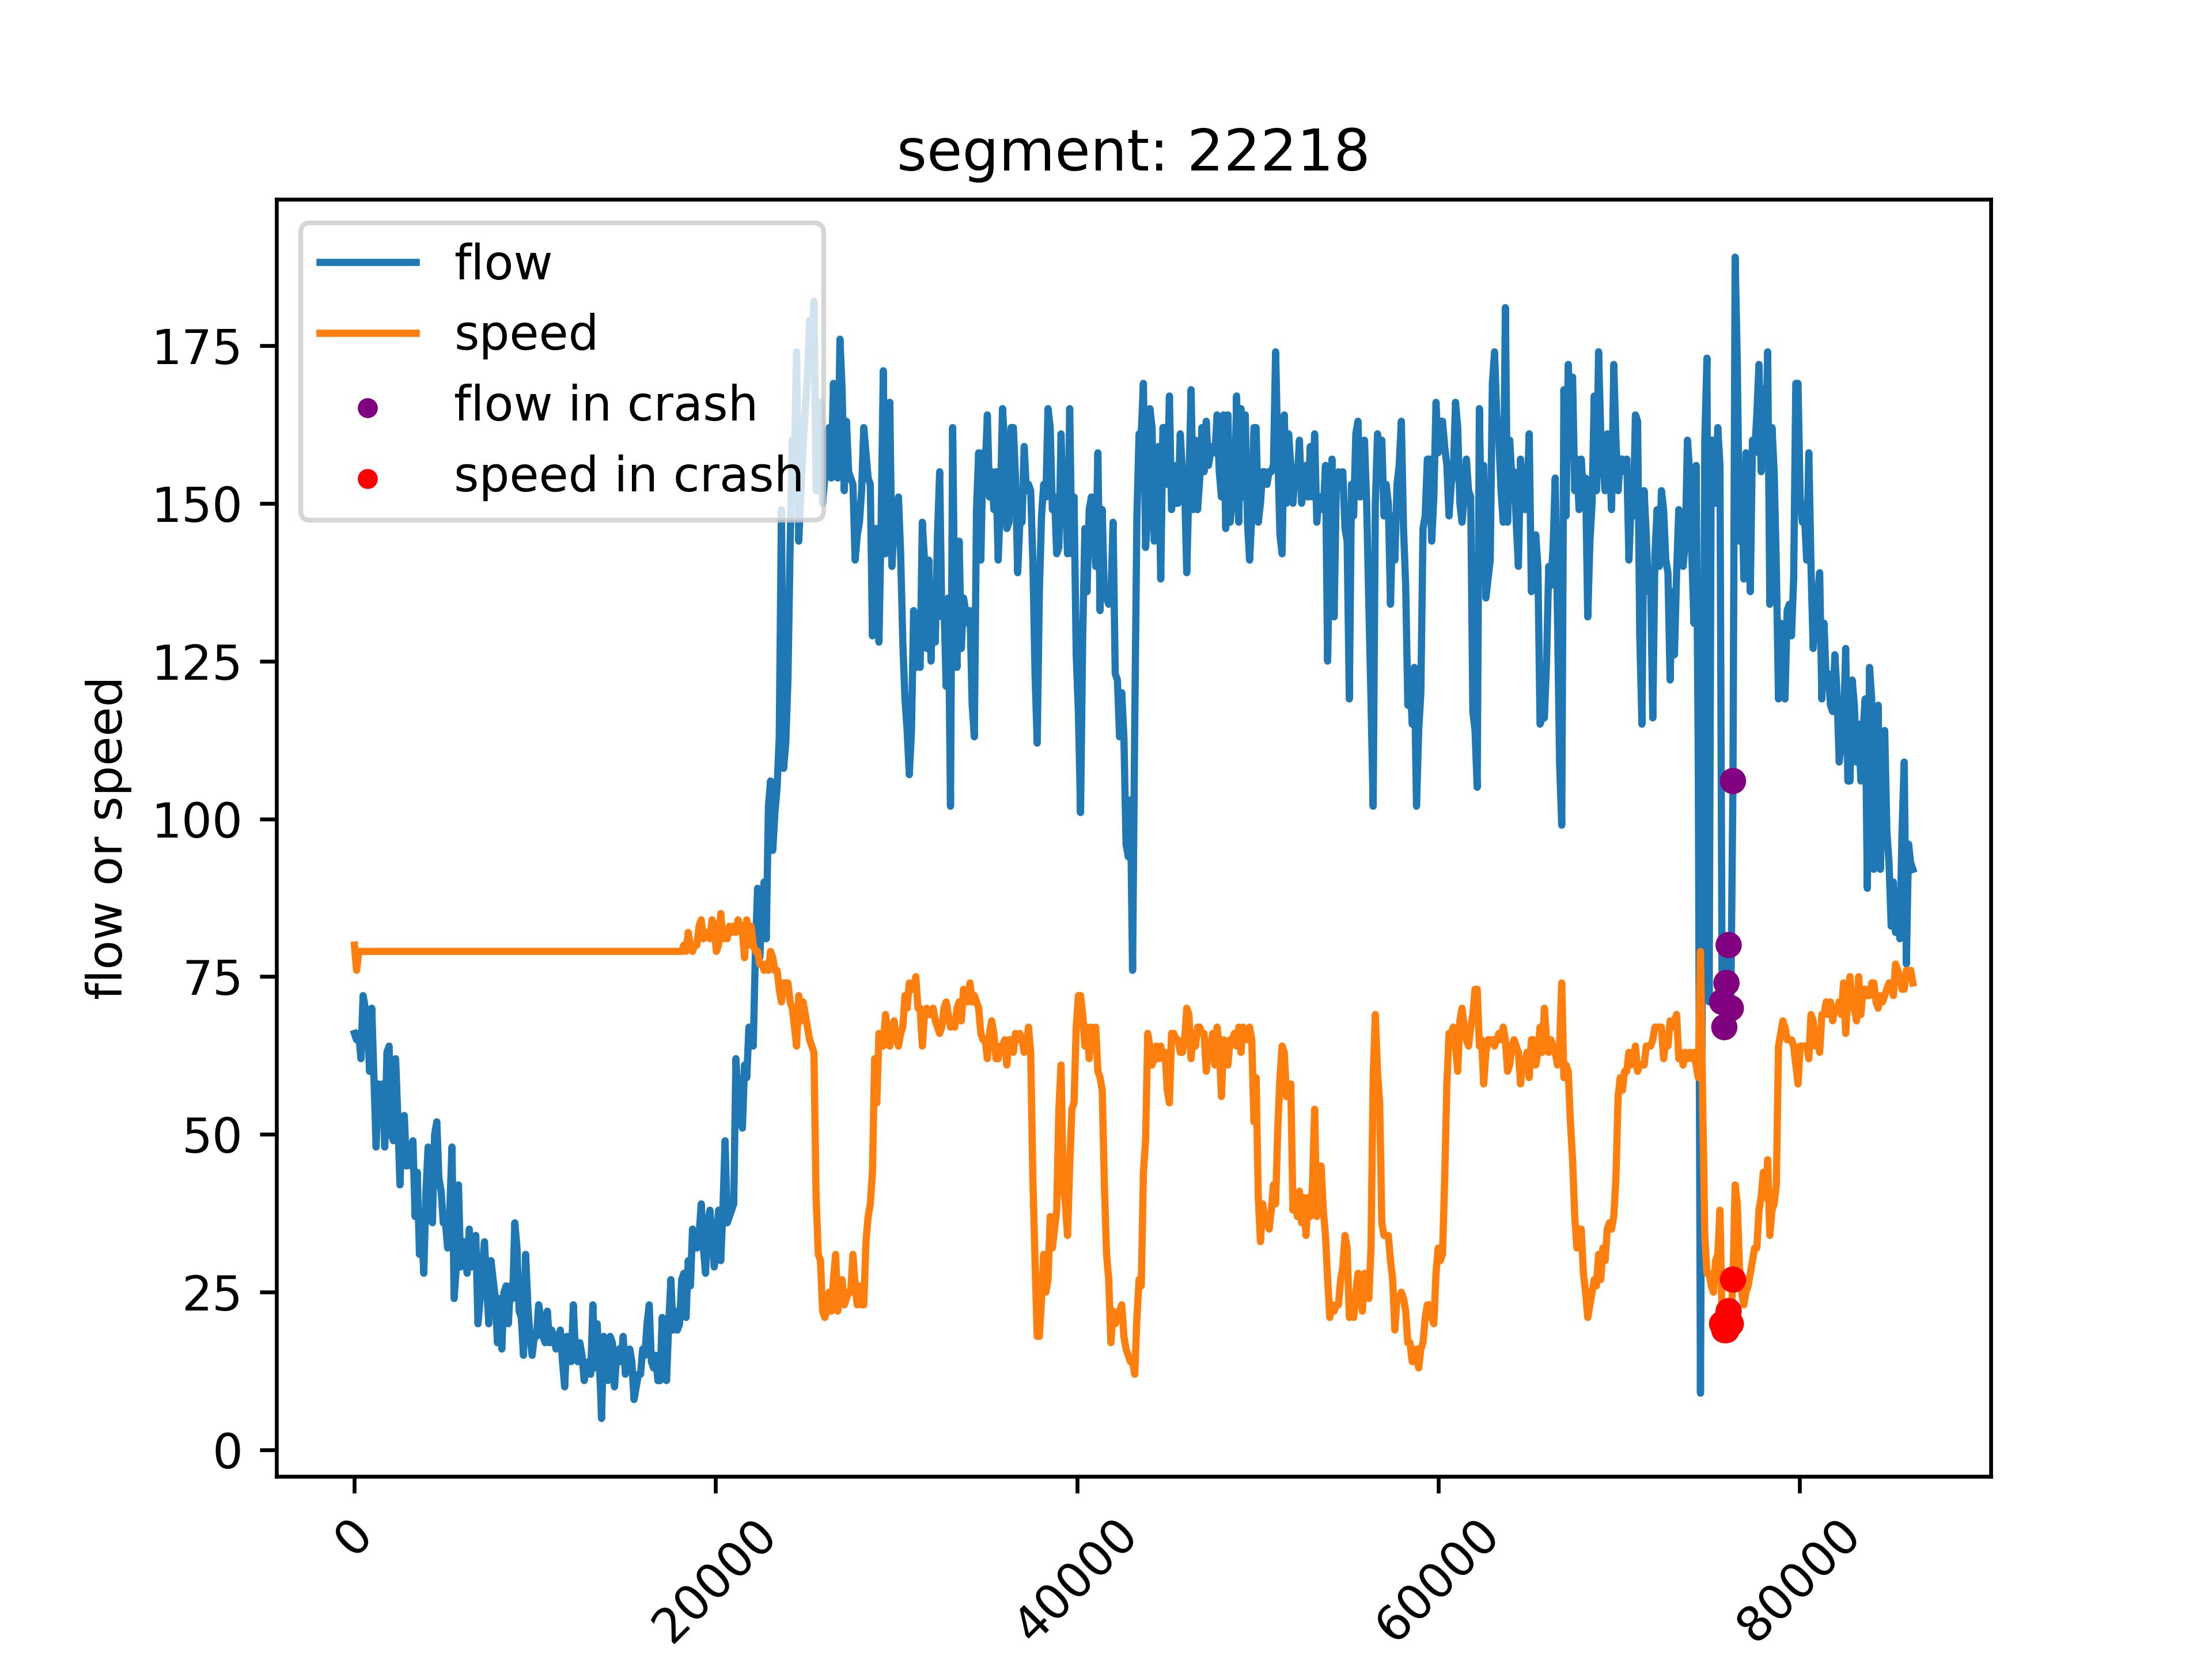 segment: 22218
flow
speed
flow in crash
speed in crash
flow or speed
175
150
125
100
75
50
25
0
0
20000
40000
60000
80000